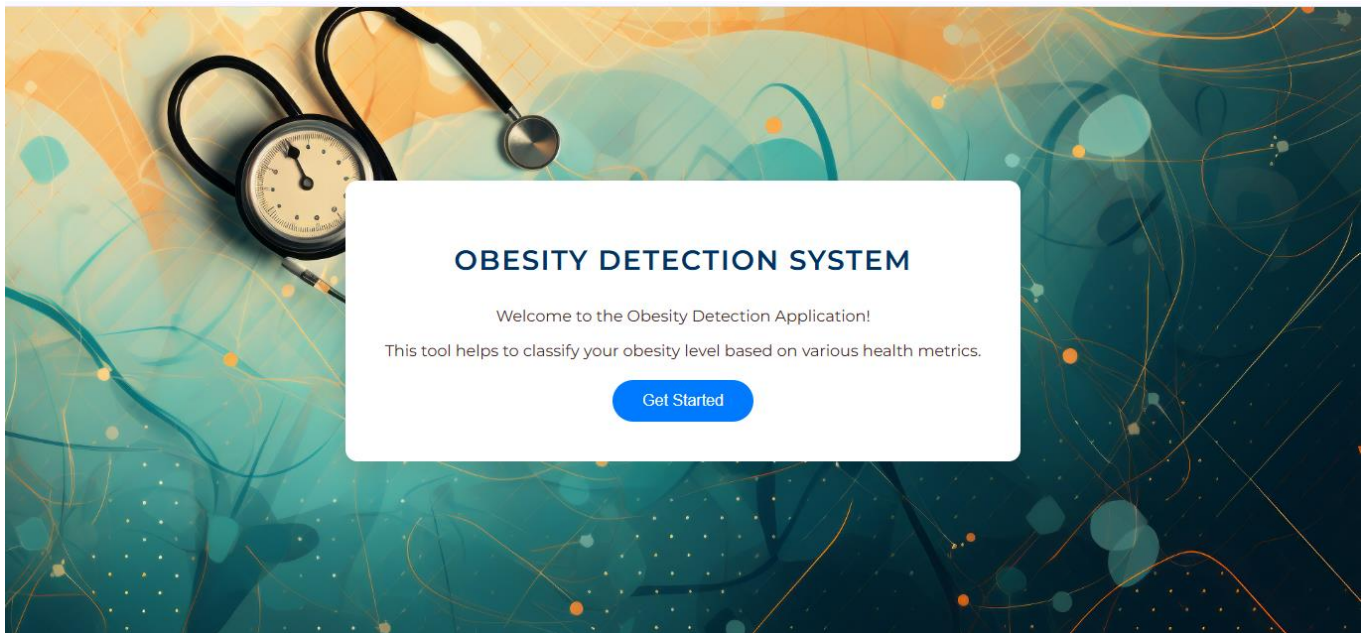 OBESITY DETECTION SYSTEM
Welcome to the Obesity Detection Application!
This tool helps to classify your obesity level based on various health metrics.
Get Started